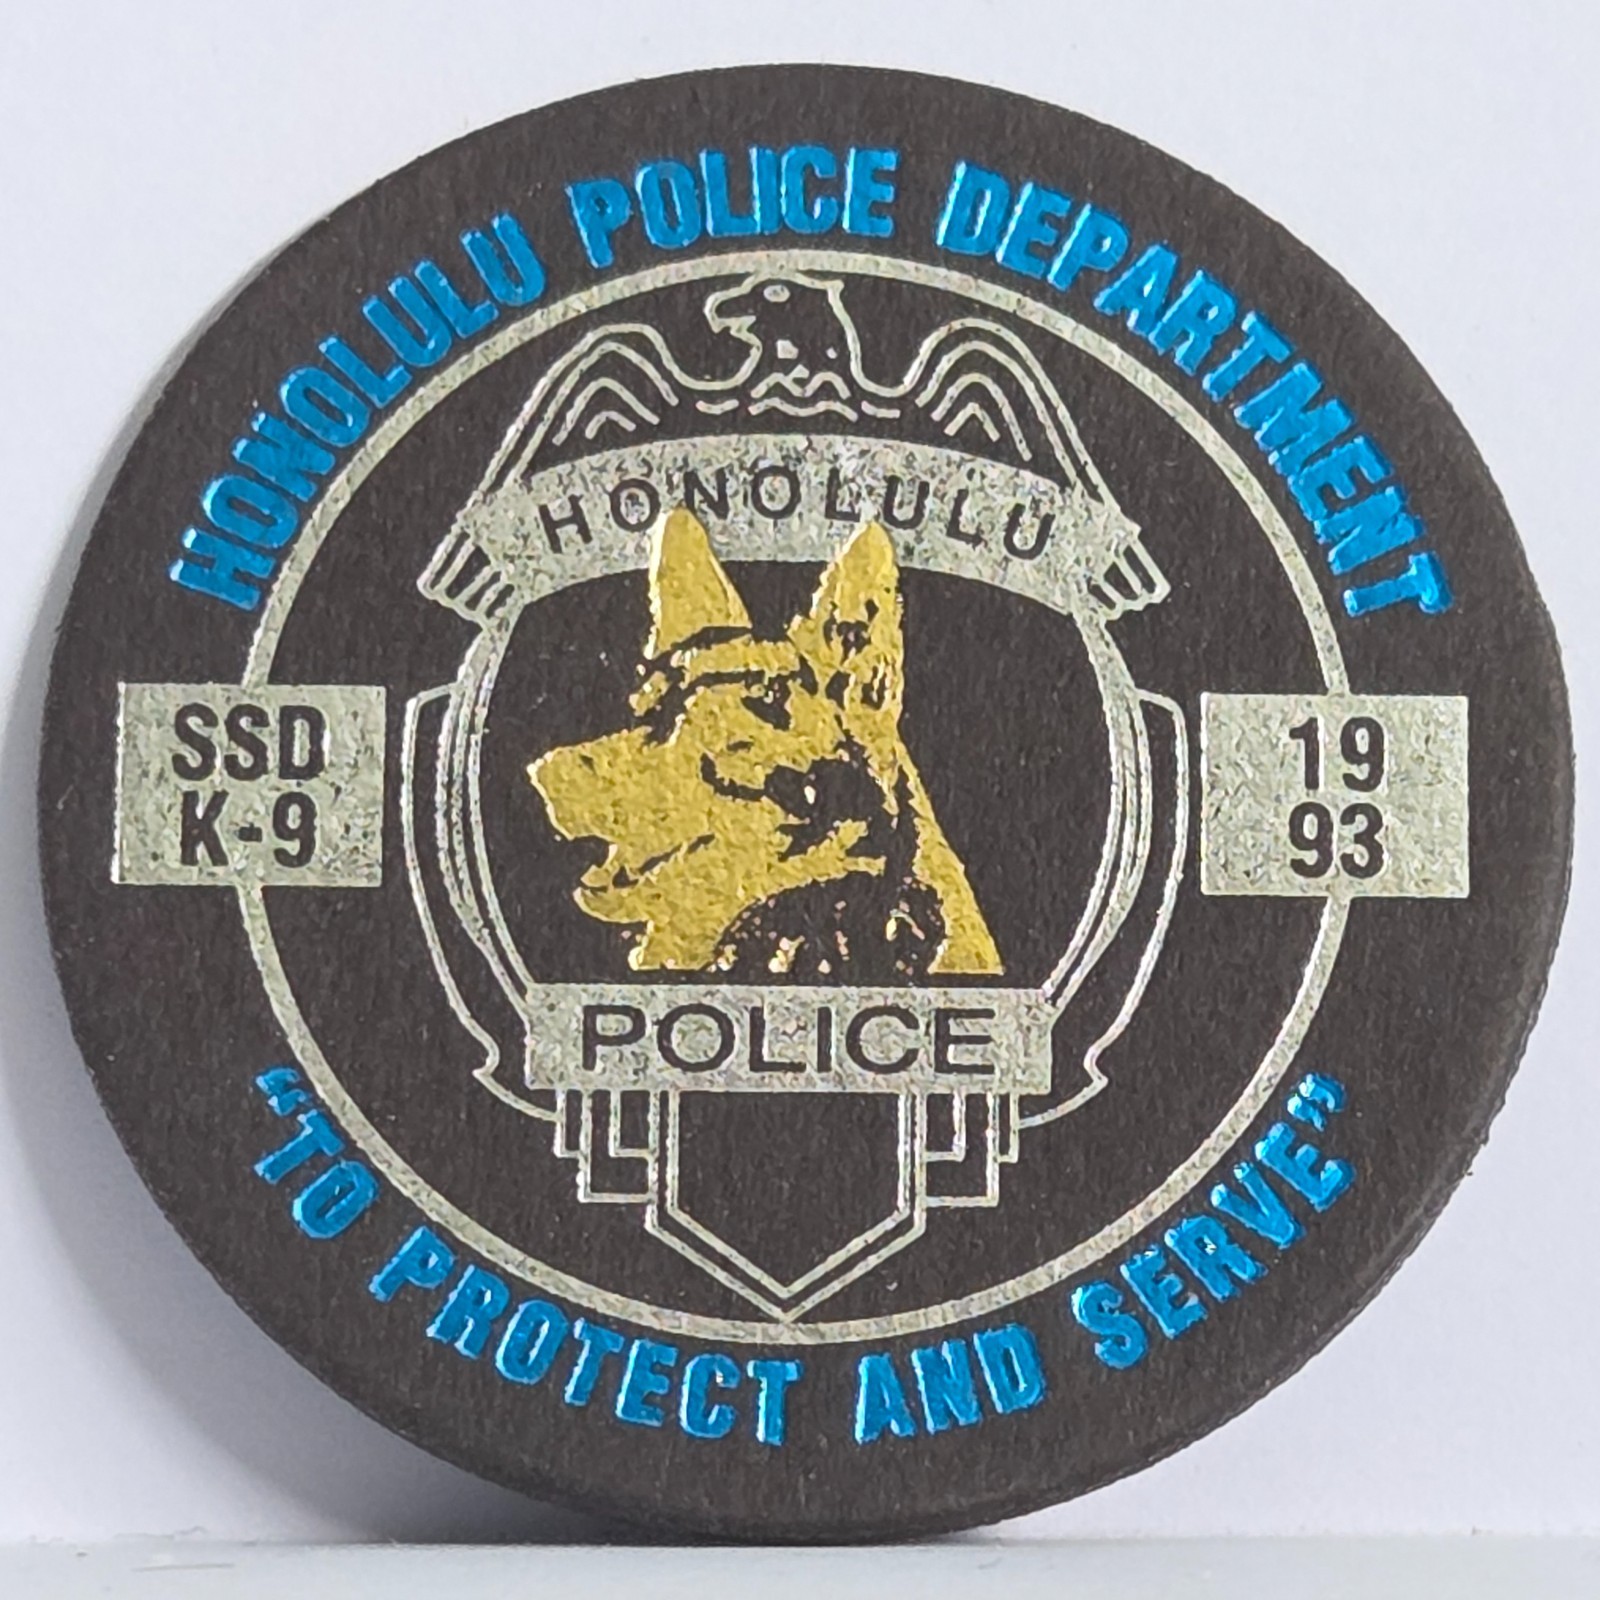 HONOLULU POLICE DEPARTMENT
HONOLULU
SSD
K-9
19
93
POLICE
“TO PROTECT AND SERVE”